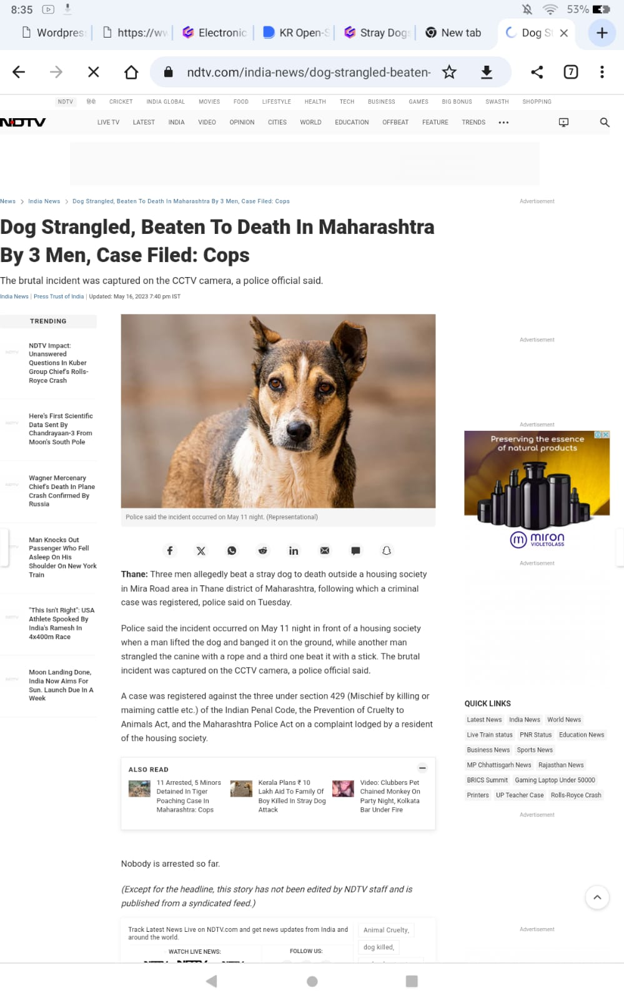 8:35
53%
Wordpres
https://ww
Electronic
KR Open-S
Stray Dogs
New tab
Dog St
ndtv.com/india-news/dog-strangled-beaten-
7
NDTV
हिन्दी
CRICKET
INDIA GLOBAL
MOVIES
FOOD
LIFESTYLE
HEALTH
TECH
BUSINESS
GAMES
BIG BONUS
SWASTH
SHOPPING
NDTV
LIVE TV
LATEST
INDIA
VIDEO
OPINION
CITIES
WORLD
EDUCATION
OFFBEAT
FEATURE
TRENDS
News > India News > Dog Strangled, Beaten To Death In Maharashtra By 3 Men, Case Filed: Cops
Advertisement
Dog Strangled, Beaten To Death In Maharashtra
By 3 Men, Case Filed: Cops
The brutal incident was captured on the CCTV camera, a police official said.
India News | Press Trust of India | Updated: May 16, 2023 7:40 pm IST
TRENDING
NDTV
NDTV Impact:
Unanswered
Questions In Kuber
Group Chief's Rolls-
Royce Crash
NDTV
Here's First Scientific
Data Sent By
Chandrayaan-3 From
Moon's South Pole
NDTV
Wagner Mercenary
Chief's Death In Plane
Crash Confirmed By
Russia
Man Knocks Out
Passenger Who Fell
Asleep On His
Shoulder On New York
Train
NDTV
"This Isn't Right": USA
Athlete Spooked By
India's Ramesh In
4x400m Race
NDTV
Moon Landing Done,
India Now Aims For
Sun. Launch Due In A
Week
Police said the incident occurred on May 11 night. (Representational)
Thane: Three men allegedly beat a stray dog to death outside a housing society
in Mira Road area in Thane district of Maharashtra, following which a criminal
case was registered, police said on Tuesday.
Police said the incident occurred on May 11 night in front of a housing society
when a man lifted the dog and banged it on the ground, while another man
strangled the canine with a rope and a third one beat it with a stick. The brutal
incident was captured on the CCTV camera, a police official said.
A case was registered against the three under section 429 (Mischief by killing or
maiming cattle etc.) of the Indian Penal Code, the Prevention of Cruelty to
Animals Act, and the Maharashtra Police Act on a complaint lodged by a resident
of the housing society.
ALSO READ
11 Arrested, 5 Minors
Detained In Tiger
Poaching Case In
Maharashtra: Cops
Kerala Plans ₹ 10
Lakh Aid To Family Of
Boy Killed In Stray Dog
Attack
Video: Clubbers Pet
Chained Monkey On
Party Night, Kolkata
Bar Under Fire
Nobody is arrested so far.
(Except for the headline, this story has not been edited by NDTV staff and is
published from a syndicated feed.)
Track Latest News Live on NDTV.com and get news updates from India and
around the world.
WATCH LIVE NEWS:
FOLLOW US:
Animal Cruelty,
dog killed,
Advertisement
Advertisement
Preserving the essence
of natural products
miron
VIOLETGLASS
Advertisement
QUICK LINKS
Latest News
India News
World News
Live Train status
PNR Status
Education News
Business News
Sports News
MP Chhattisgarh News
Rajasthan News
BRICS Summit
Gaming Laptop Under 50000
Printers
UP Teacher Case
Rolls-Royce Crash
Advertisement
Advertisement